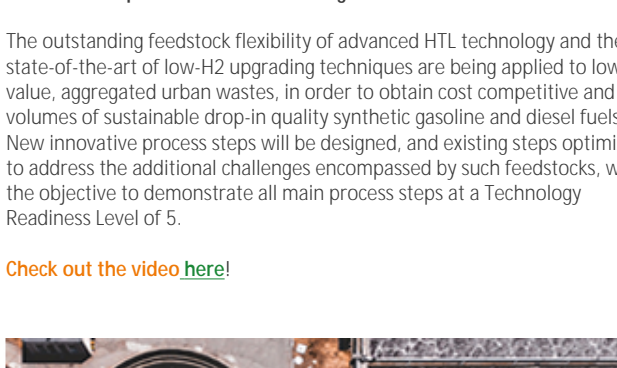 The outstanding feedstock flexibility of advanced HTL technology and the
state-of-the-art of low-H2 upgrading techniques are being applied to low
value, aggregated urban wastes, in order to obtain cost competitive and
volumes of sustainable drop-in quality synthetic gasoline and diesel fuels
New innovative process steps will be designed, and existing steps optimi
to address the additional challenges encompassed by such feedstocks, w
the objective to demonstrate all main process steps at a Technology
Readiness Level of 5.
Check out the video here!